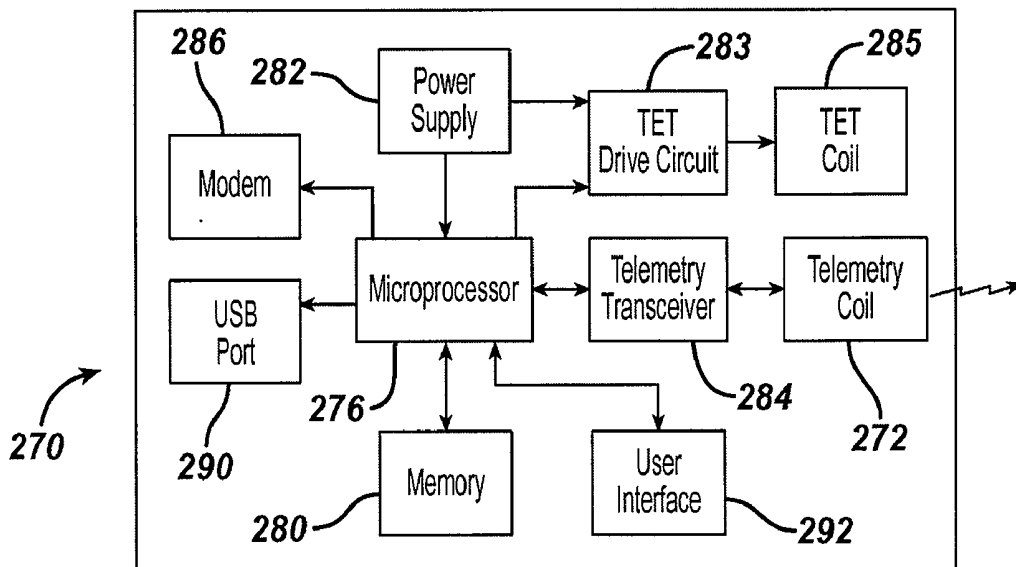 286
282
Power
Supply
283
TET
Drive Circuit
285
TET
Coil
Modem
Microprocessor
Telemetry
Transceiver
Telemetry
Coil
USB
Port
270
290
276
284
272
280
Memory
User
Interface
292